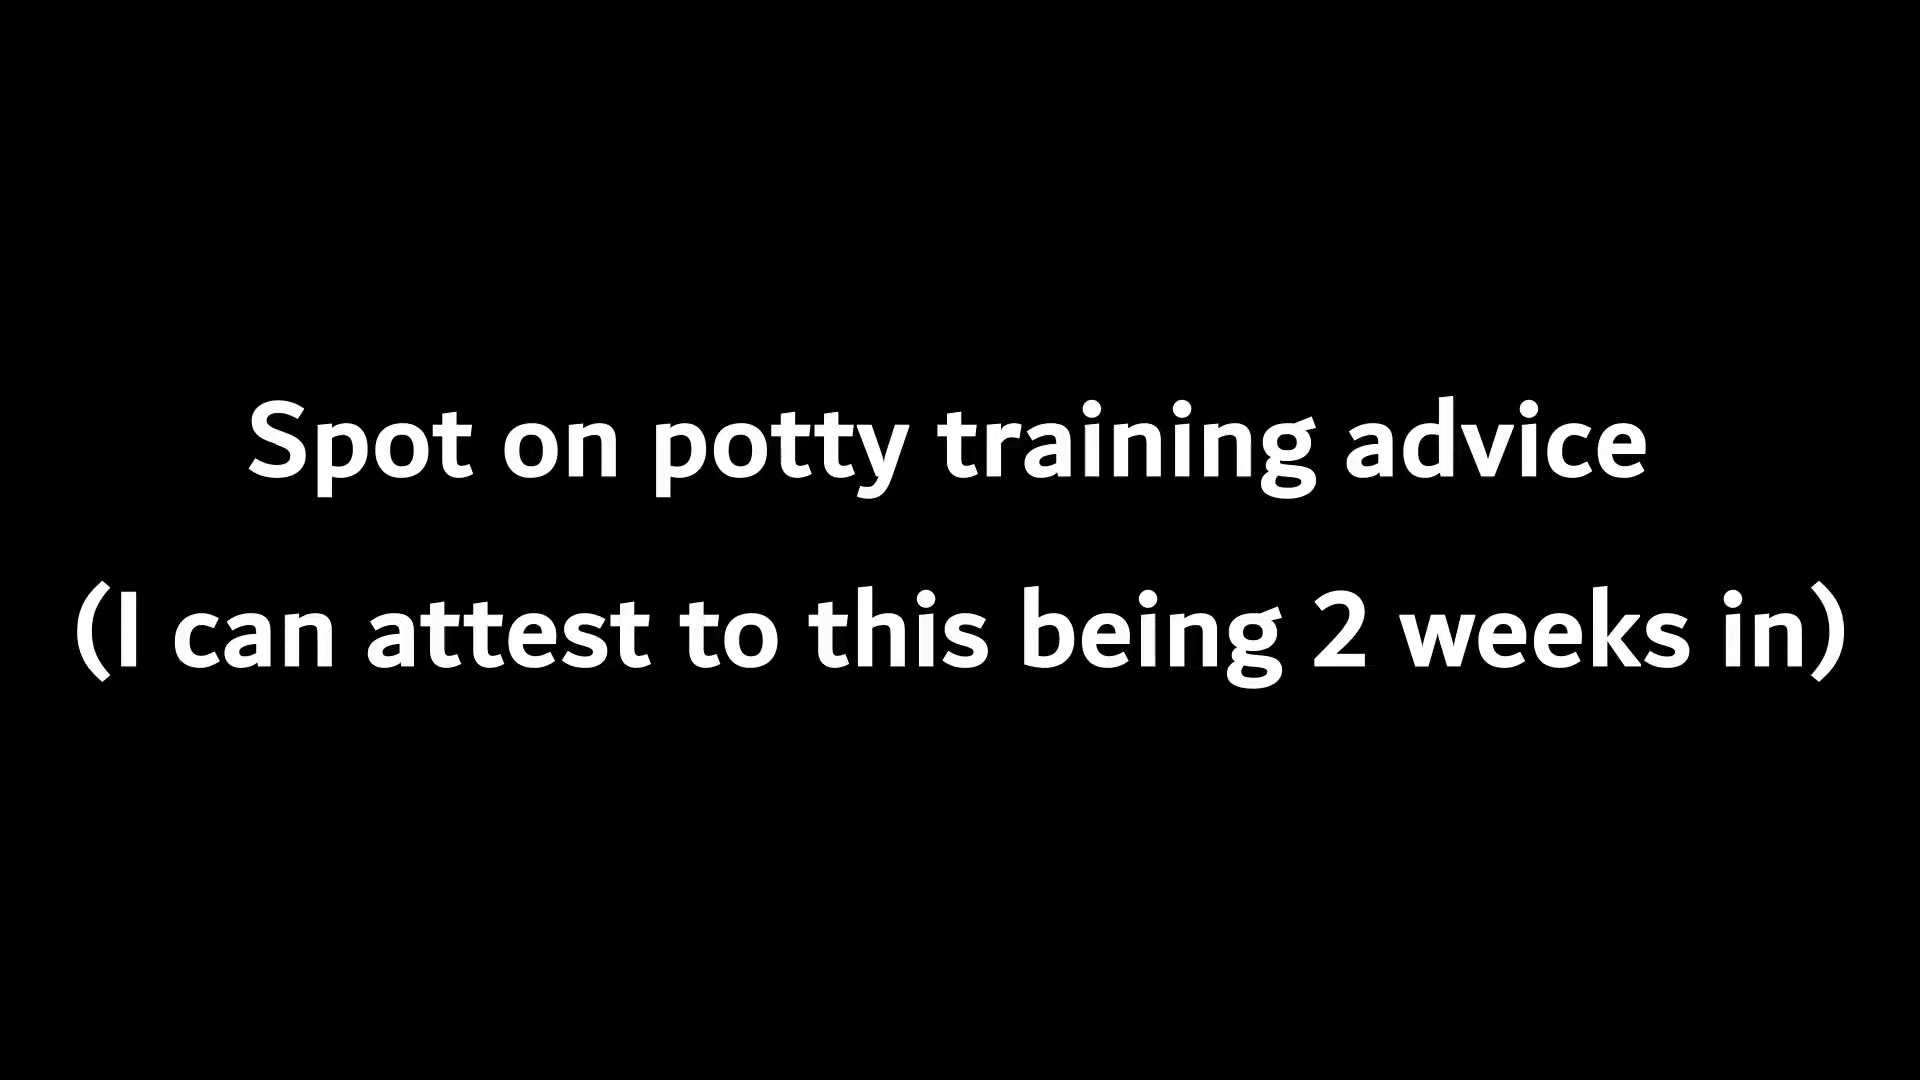 Spot on potty training advice
(I can attest to this being 2 weeks in)